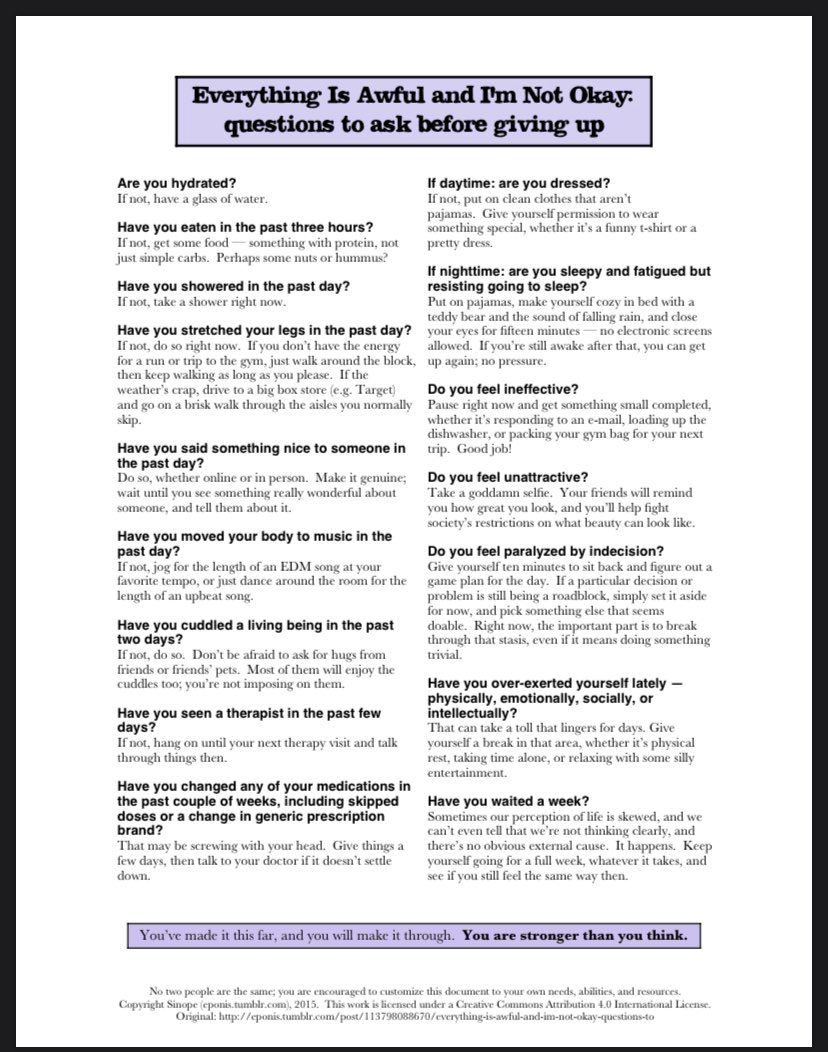 Everything Is Awful and I'm Not Okay:
questions to ask before giving up
Are you hydrated?
If not, have a glass of water.
Have you eaten in the past three hours?
If not, get some food — something with protein, not
just simple carbs.  Perhaps some nuts or hummus?
Have you showered in the past day?
If not, take a shower right now.
Have you stretched your legs in the past day?
If not, do so right now.  If you don't have the energy
for a run or trip to the gym, just walk around the block,
then keep walking as long as you please.  If the
weather's crap, drive to a big box store (e.g. Target)
and go on a brisk walk through the aisles you normally
skip.
Have you said something nice to someone in
the past day?
Do so, whether online or in person.  Make it genuine;
wait until you see something really wonderful about
someone, and tell them about it.
Have you moved your body to music in the
past day?
If not, jog for the length of an EDM song at your
favorite tempo, or just dance around the room for the
length of an upbeat song.
Have you cuddled a living being in the past
two days?
If not, do so.  Don't be afraid to ask for hugs from
friends or friends' pets.  Most of them will enjoy the
cuddles too; you're not imposing on them.
Have you seen a therapist in the past few
days?
If not, hang on until your next therapy visit and talk
through things then.
Have you changed any of your medications in
the past couple of weeks, including skipped
doses or a change in generic prescription
brand?
That may be screwing with your head.  Give things a
few days, then talk to your doctor if it doesn't settle
down.
If daytime: are you dressed?
If not, put on clean clothes that aren't
pajamas.  Give yourself permission to wear
something special, whether it's a funny t-shirt or a
pretty dress.
If nighttime: are you sleepy and fatigued but
resisting going to sleep?
Put on pajamas, make yourself cozy in bed with a
teddy bear and the sound of falling rain, and close
your eyes for fifteen minutes — no electronic screens
allowed.  If you're still awake after that, you can get
up again; no pressure.
Do you feel ineffective?
Pause right now and get something small completed,
whether it's responding to an e-mail, loading up the
dishwasher, or packing your gym bag for your next
trip.  Good job!
Do you feel unattractive?
Take a goddamn selfie.  Your friends will remind
you how great you look, and you'll help fight
society's restrictions on what beauty can look like.
Do you feel paralyzed by indecision?
Give yourself ten minutes to sit back and figure out a
game plan for the day.  If a particular decision or
problem is still being a roadblock, simply set it aside
for now, and pick something else that seems
doable.  Right now, the important part is to break
through that stasis, even if it means doing something
trivial.
Have you over-exerted yourself lately —
physically, emotionally, socially, or
intellectually?
That can take a toll that lingers for days. Give
yourself a break in that area, whether it's physical
rest, taking time alone, or relaxing with some silly
entertainment.
Have you waited a week?
Sometimes our perception of life is skewed, and we
can't even tell that we're not thinking clearly, and
there's no obvious external cause.  It happens.  Keep
yourself going for a full week, whatever it takes, and
see if you still feel the same way then.
You've made it this far, and you will make it through.  You are stronger than you think.
No two people are the same; you are encouraged to customize this document to your own needs, abilities, and resources.
Copyright Sinope (eponis.tumblr.com), 2015.  This work is licensed under a Creative Commons Attribution 4.0 International License.
Original: http://eponis.tumblr.com/post/113798088670/everything-is-awful-and-im-not-okay-questions-to